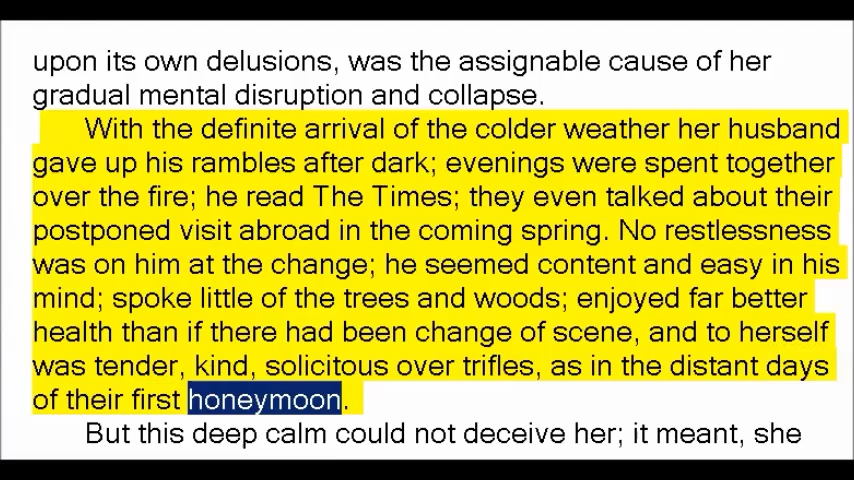 upon its own delusions, was the assignable cause of her
gradual mental disruption and collapse.
With the definite arrival of the colder weather her husband
gave up his rambles after dark; evenings were spent together
over the fire; he read The Times; they even talked about their
postponed visit abroad in the coming spring. No restlessness
was on him at the change; he seemed content and easy in his
mind; spoke little of the trees and woods; enjoyed far better
health than if there had been change of scene, and to herself
was tender, kind, solicitous over trifles, as in the distant days
of their first honeymoon.
But this deep calm could not deceive her; it meant, she